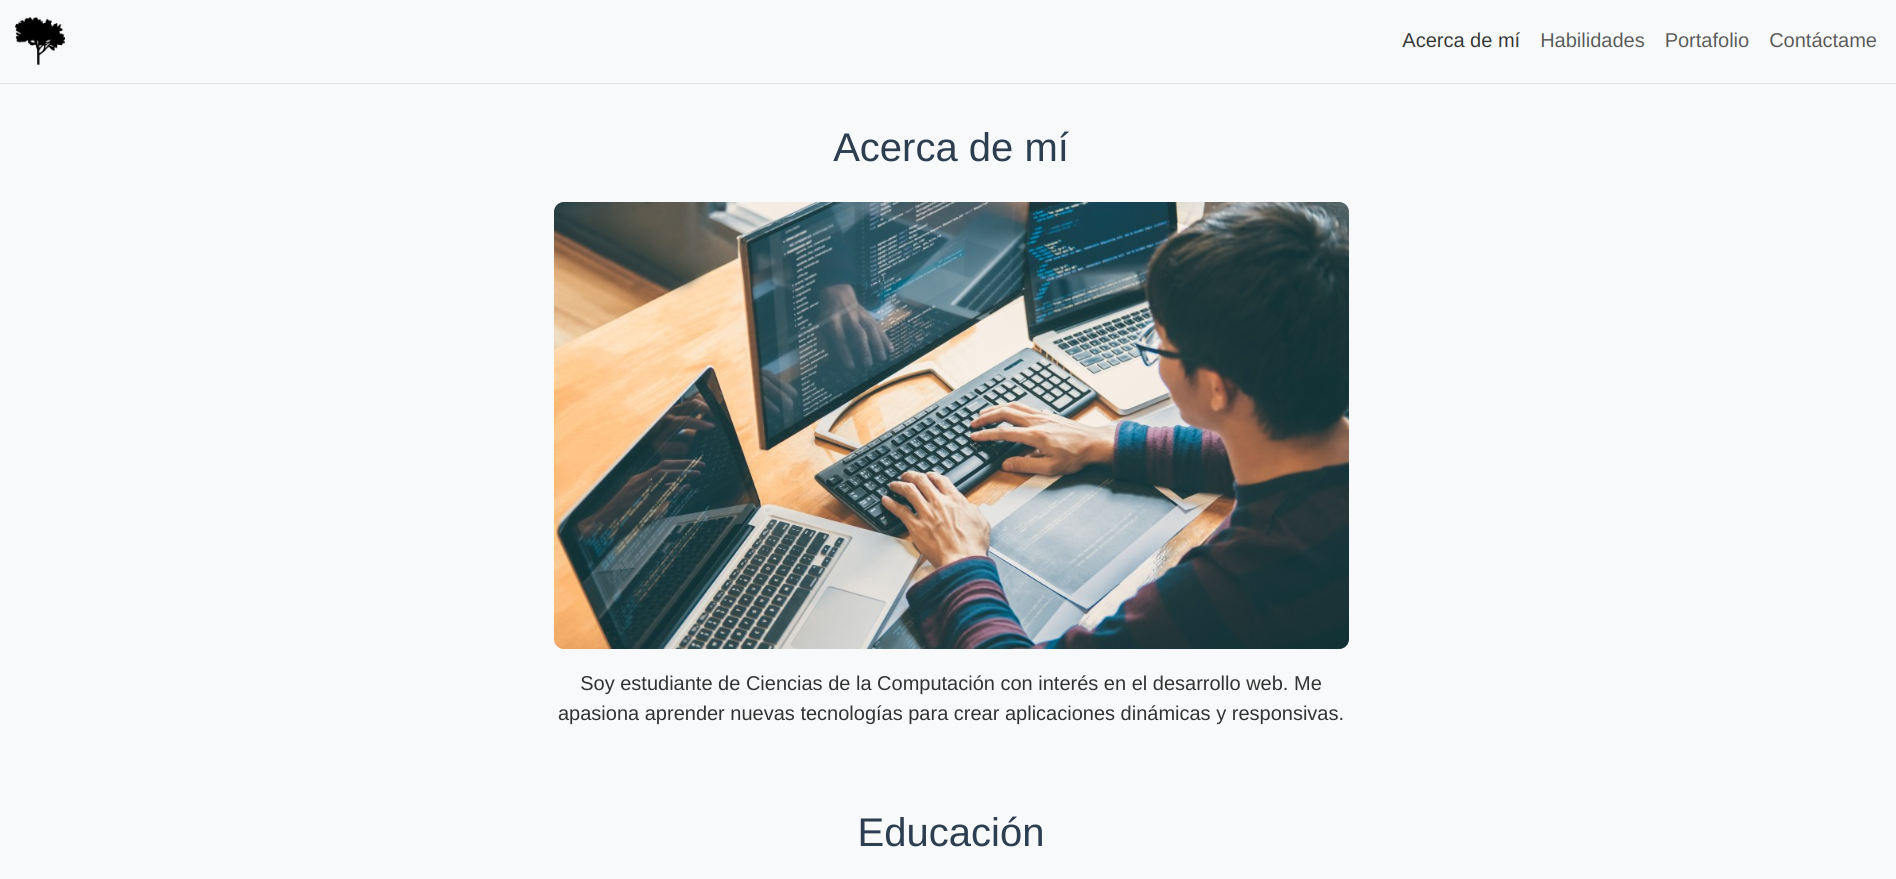 Acerca de mí
Habilidades
Portafolio
Contáctame
Acerca de mí
Soy estudiante de Ciencias de la Computación con interés en el desarrollo web. Me
apasiona aprender nuevas tecnologías para crear aplicaciones dinámicas y responsivas.
Educación